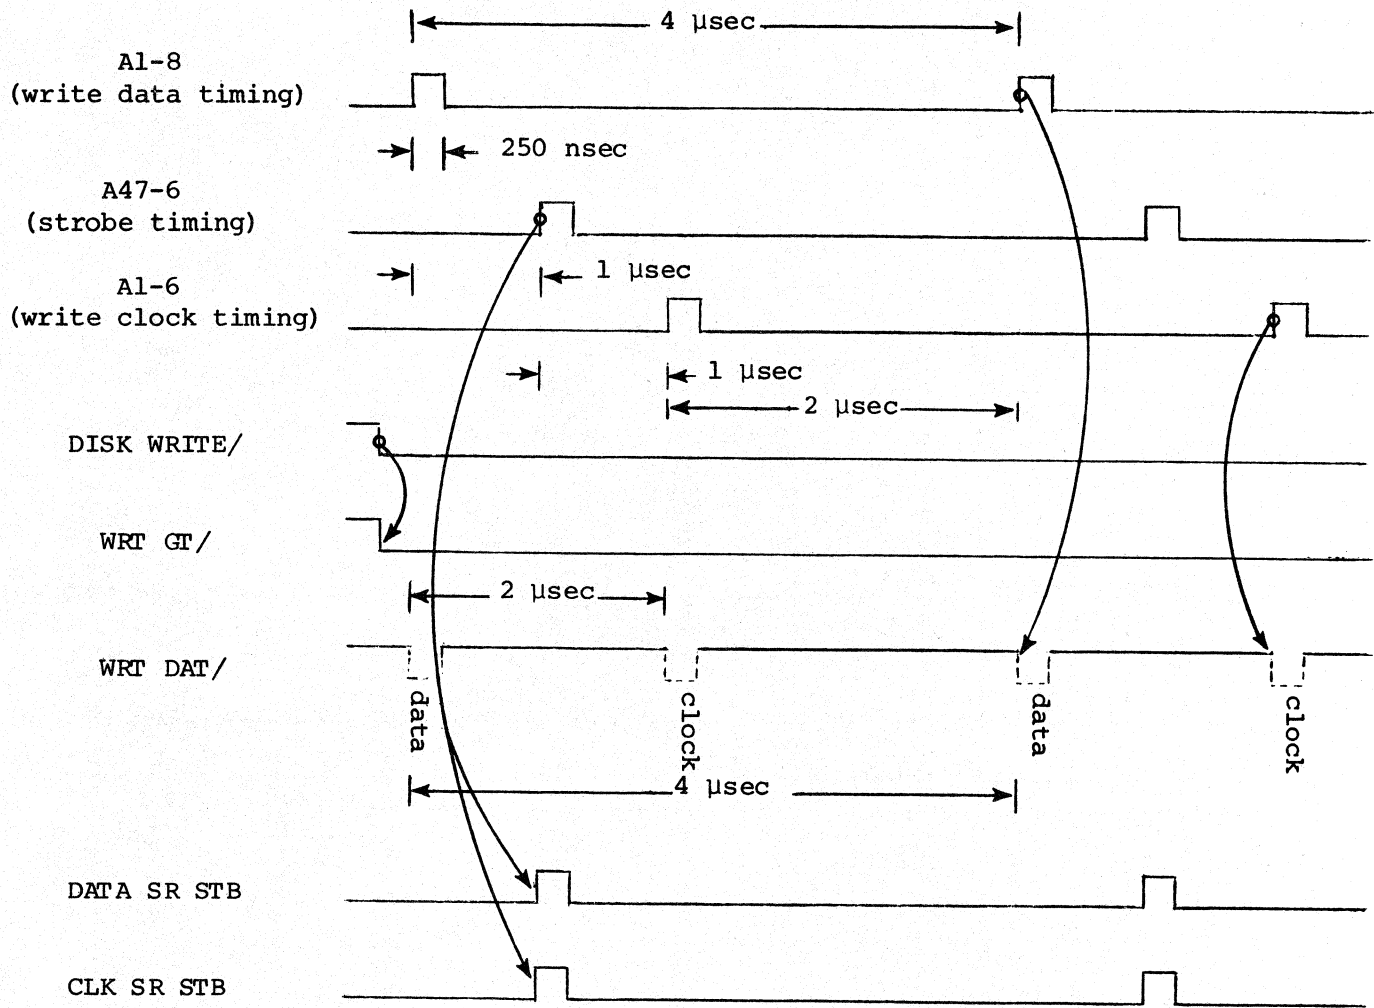 4 µsec
A1-8
(write data timing)
250 nsec
A47-6
(strobe timing)
1 µsec
A1-6
(write clock timing)
1 µsec
2 µsec
DISK WRITE/
WRT GT/
2 µsec
WRT DAT/
data
clock
data
clock
4 µsec
DATA SR STB
CLK SR STB